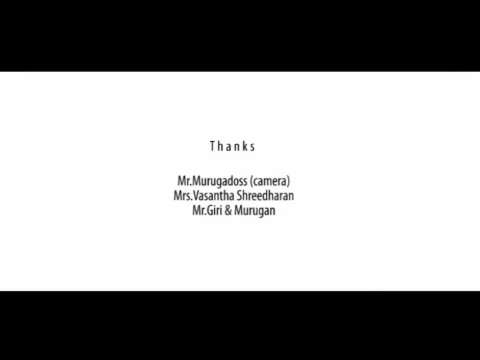 Thanks
Mr.Murugadoss (camera)
Mrs.Vasantha Shreedharan
Mr.Giri & Murugan